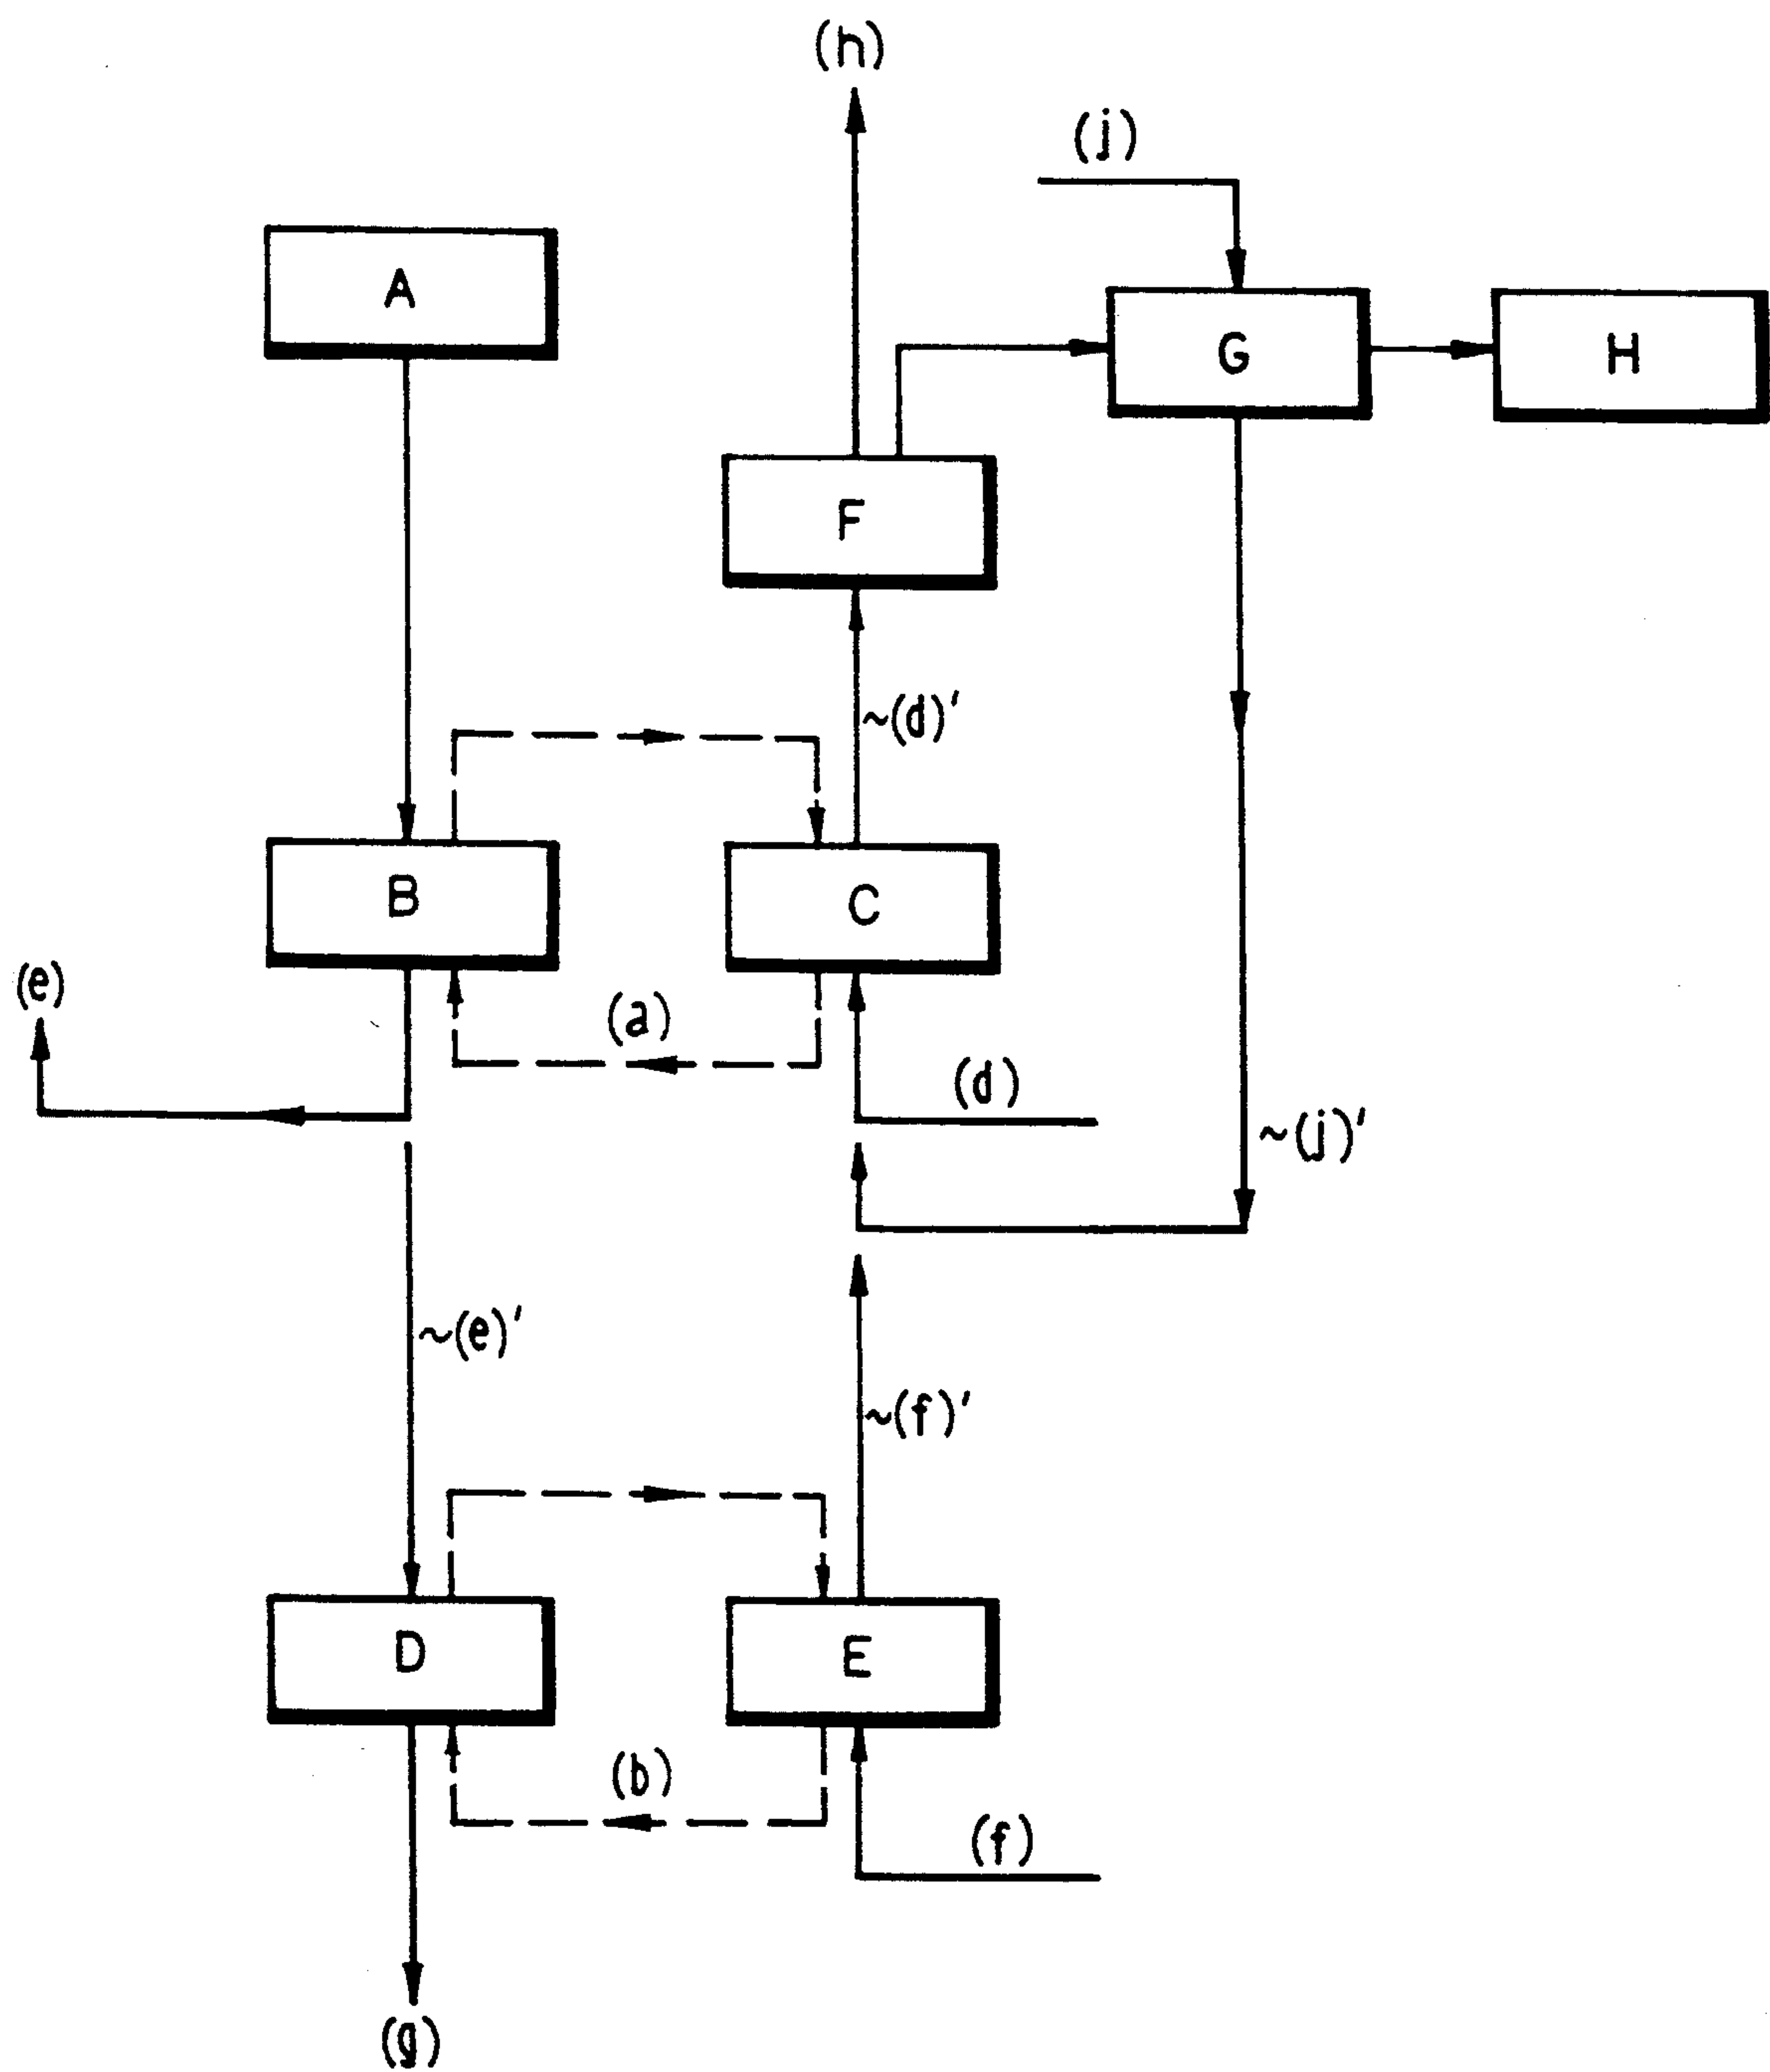 (h)
(j)
A
G
H
F
~(d)'
B
C
(e)
(a)
(d)
~(j)'
~(e)'
~(f)'
D
E
(b)
(f)
(g)